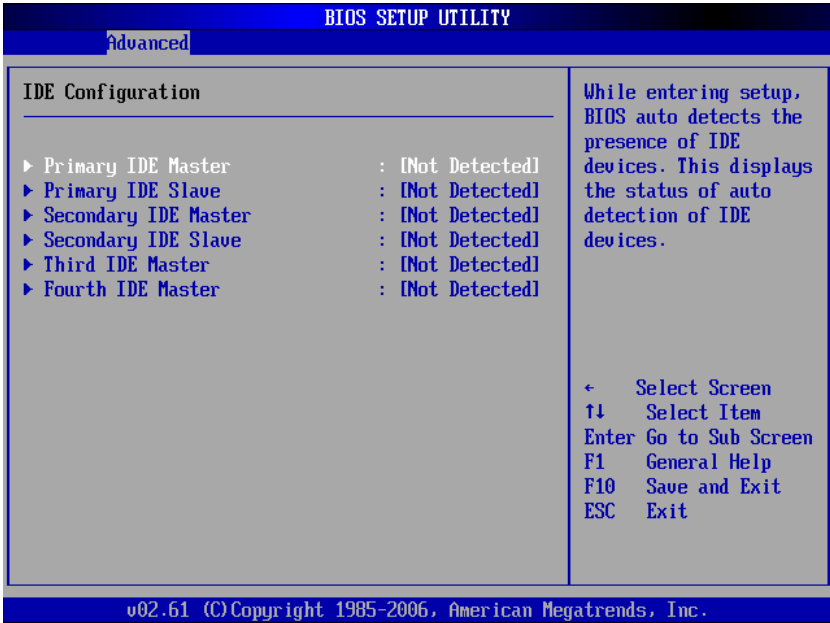 BIOS SETUP UTILITY
Advanced
IDE Configuration
▶ Primary IDE Master : [Not Detected]
▶ Primary IDE Slave : [Not Detected]
▶ Secondary IDE Master : [Not Detected]
▶ Secondary IDE Slave : [Not Detected]
▶ Third IDE Master : [Not Detected]
▶ Fourth IDE Master : [Not Detected]
While entering setup,
BIOS auto detects the
presence of IDE
devices. This displays
the status of auto
detection of IDE
devices.
← Select Screen
↑↓ Select Item
Enter Go to Sub Screen
F1 General Help
F10 Save and Exit
ESC Exit
v02.61 (C)Copyright 1985-2006, American Megatrends, Inc.